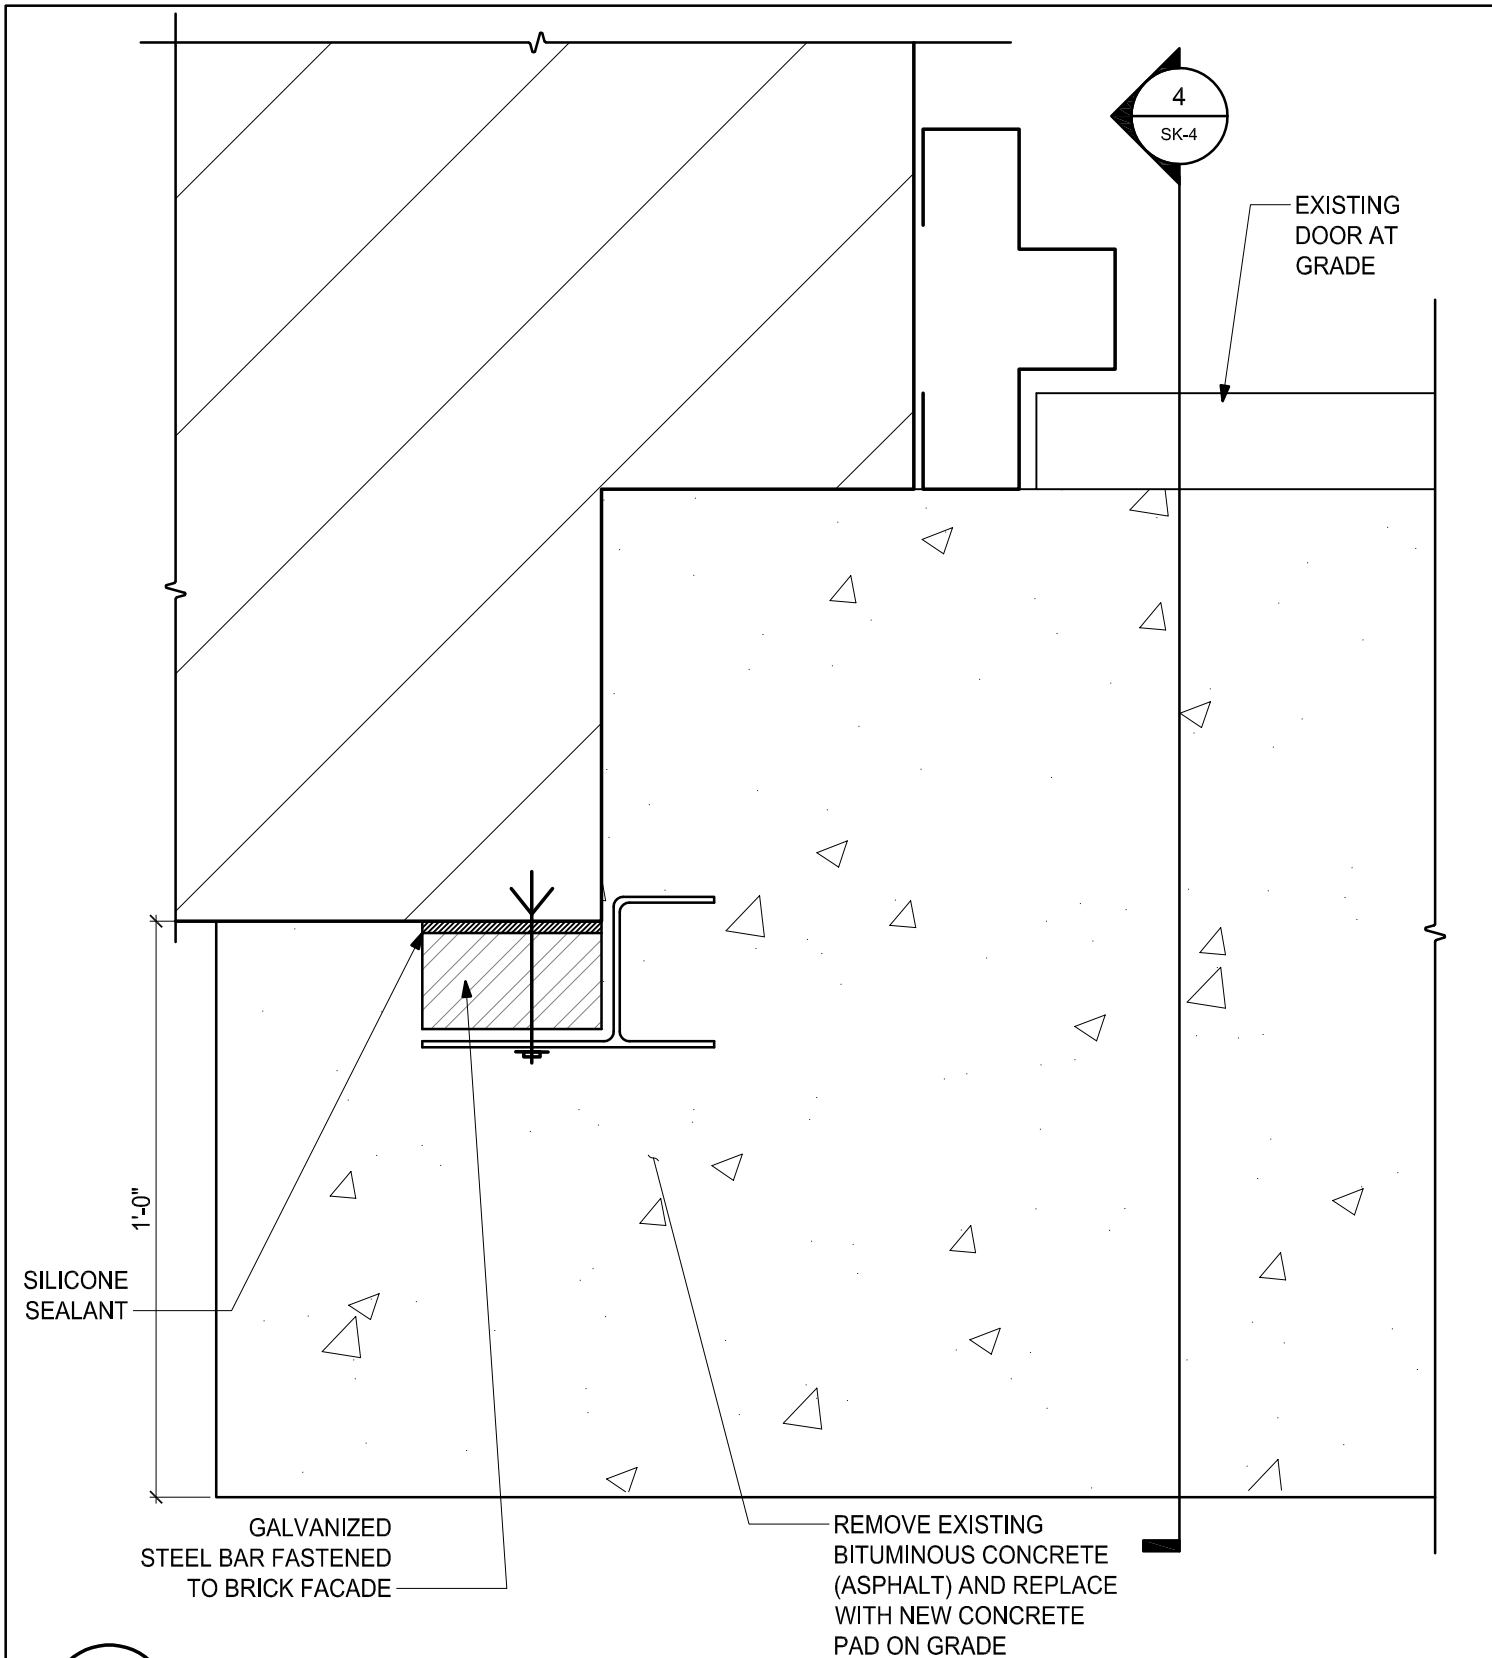 4
SK-4
EXISTING
DOOR AT
GRADE
1'-0"
SILICONE
SEALANT
GALVANIZED
STEEL BAR FASTENED
TO BRICK FACADE
REMOVE EXISTING
BITUMINOUS CONCRETE
(ASPHALT) AND REPLACE
WITH NEW CONCRETE
PAD ON GRADE